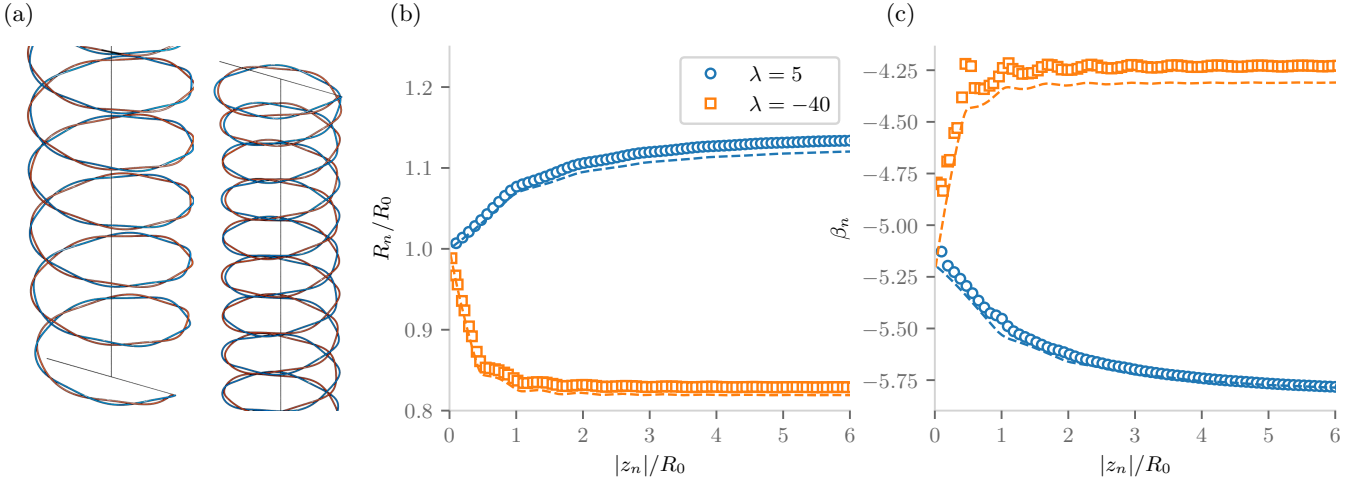 (a)
(b)
(c)
1.2
1.1
1.0
0.9
0.8
R_n/R_0
λ = 5
λ = −40
0 1 2 3 4 5 6
|z_n|/R_0
−4.25
−4.50
−4.75
−5.00
−5.25
−5.50
−5.75
β_n
0 1 2 3 4 5 6
|z_n|/R_0